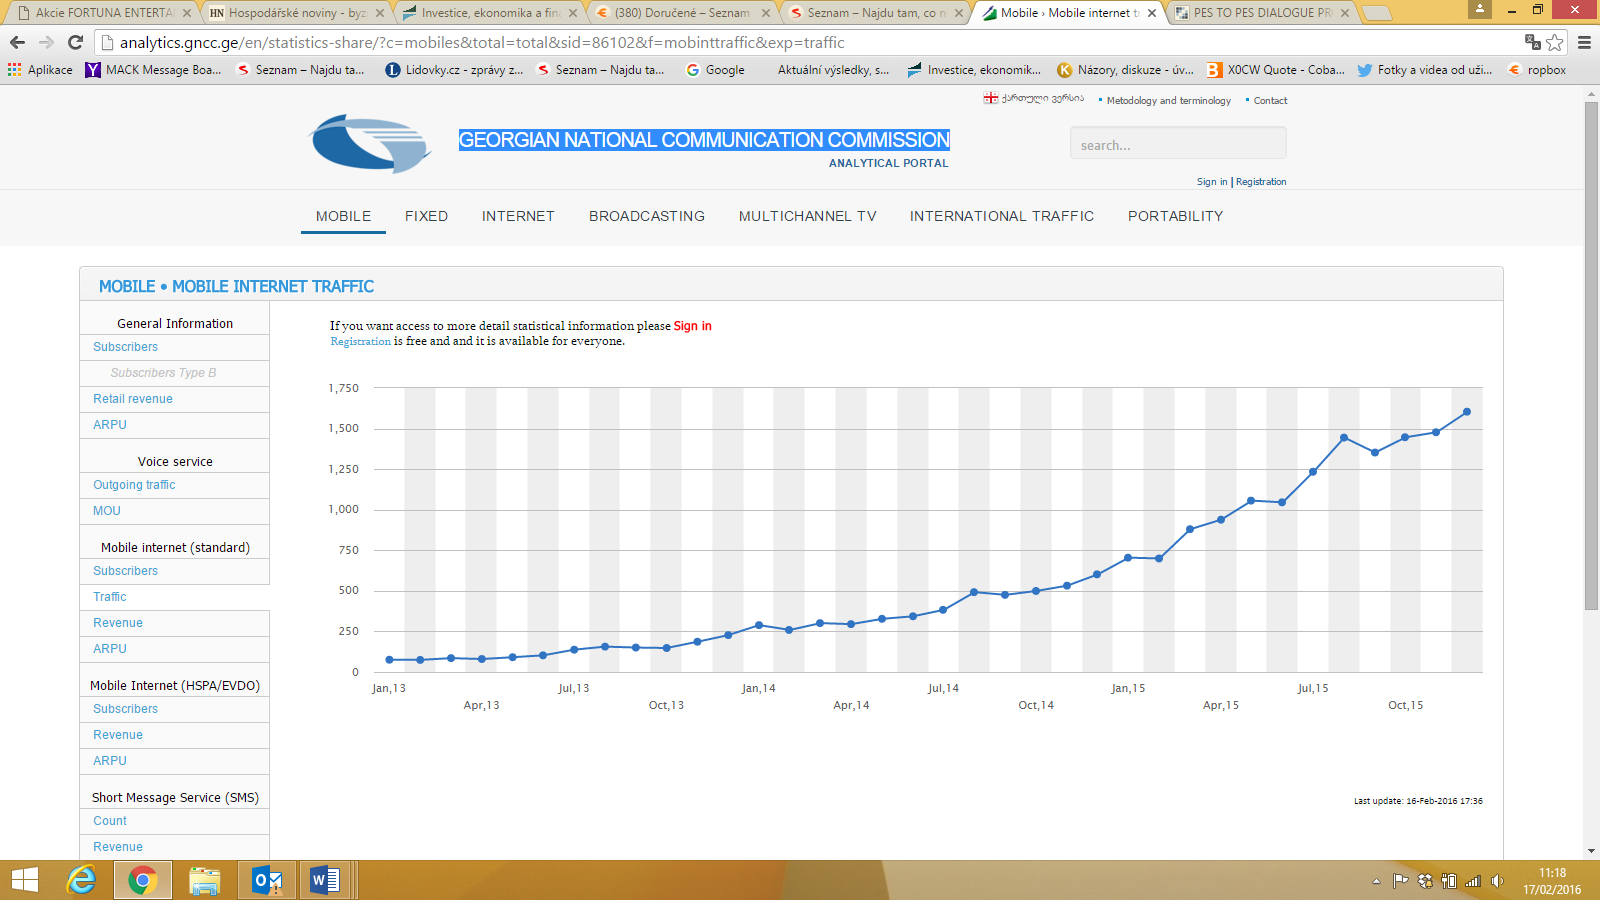 Akcie FORTUNA ENTERTAI
Hospodářské noviny - byzn
Investice, ekonomika a fina
(380) Doručené – Seznam
Seznam – Najdu tam, co n
Mobile › Mobile internet tr
PES TO PES DIALOGUE PR
analytics.gncc.ge/en/statistics-share/?c=mobiles&total=total&sid=86102&f=mobinttraffic&exp=traffic
Aplikace
MACK Message Boa...
Seznam – Najdu ta...
Lidovky.cz - zprávy z...
Seznam – Najdu ta...
Google
Aktuální výsledky, s...
Investice, ekonomik...
Názory, diskuze - úv...
X0CW Quote - Coba...
Fotky a videa od uži...
ropbox
ქართული ვერსია
Metodology and terminology
Contact
GEORGIAN NATIONAL COMMUNICATION COMMISSION
ANALYTICAL PORTAL
search...
Sign in | Registration
MOBILE
FIXED
INTERNET
BROADCASTING
MULTICHANNEL TV
INTERNATIONAL TRAFFIC
PORTABILITY
MOBILE • MOBILE INTERNET TRAFFIC
General Information
Subscribers
Subscribers Type B
Retail revenue
ARPU
Voice service
Outgoing traffic
MOU
Mobile internet (standard)
Subscribers
Traffic
Revenue
ARPU
Mobile Internet (HSPA/EVDO)
Subscribers
Revenue
ARPU
Short Message Service (SMS)
Count
Revenue
If you want access to more detail statistical information please Sign in
Registration is free and and it is available for everyone.
1,750
1,500
1,250
1,000
750
500
250
0
Jan,13
Apr,13
Jul,13
Oct,13
Jan,14
Apr,14
Jul,14
Oct,14
Jan,15
Apr,15
Jul,15
Oct,15
Last update: 16-Feb-2016 17:36
11:18
17/02/2016